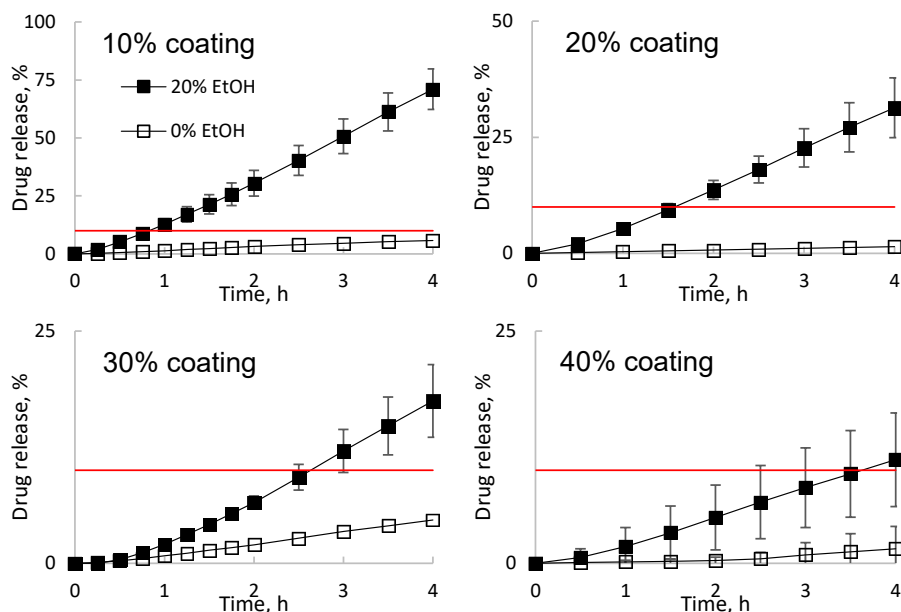 10% coating
Drug release, %
100
75
50
25
0
20% EtOH
0% EtOH
0 1 2 3 4
Time, h
20% coating
Drug release, %
50
25
0
0 1 2 3 4
Time, h
30% coating
Drug release, %
25
0
0 1 2 3 4
Time, h
40% coating
Drug release, %
25
0
0 1 2 3 4
Time, h